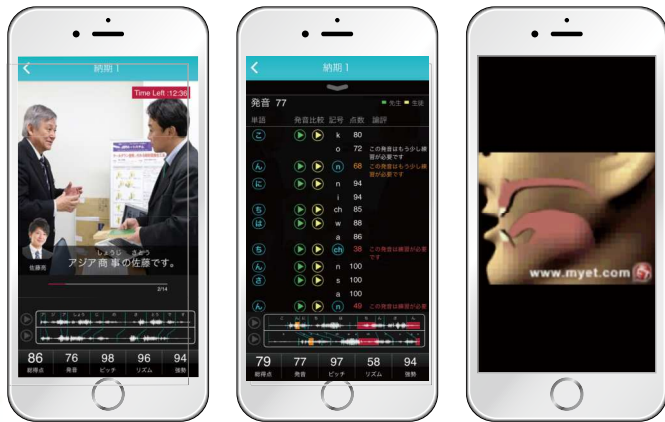 納期 1
Time Left :12:36
佐藤亮
しょうじ さとう
アジア商事の佐藤です。
2/14
86 76 98 96 94
総得点 発音 ピッチ リズム 強勢
納期 1
発音 77
先生 生徒
単語 発音比較 記号 点数 論評
こ k 80
o 72 この発音はもう少し練習が必要です
ん n 68 この発音はもう少し練習が必要です
に n 94
i 94
ち ch 85
は w 88
a 86
ち ch 38 この発音は練習が必要です
ん n 100
さ s 100
a 100
ん n 49 この発音は練習が必要
79 77 97 58 94
総得点 発音 ピッチ リズム 強勢
www.myet.com